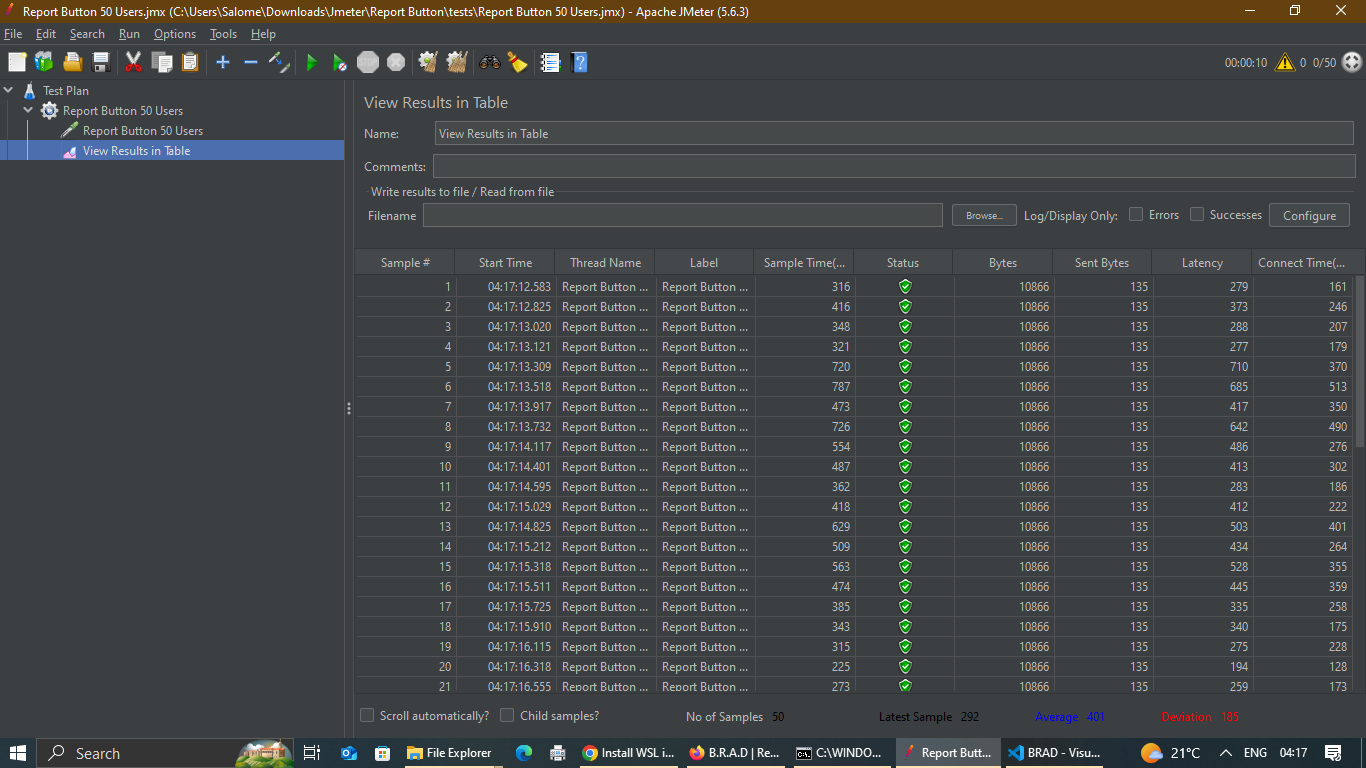 Report Button 50 Users.jmx (C:\Users\Salome\Downloads\Jmeter\Report Button\tests\Report Button 50 Users.jmx) - Apache JMeter (5.6.3)
File Edit Search Run Options Tools Help
STOP 00:00:10 0 0/50
Test Plan
Report Button 50 Users
Report Button 50 Users
View Results in Table
View Results in Table
Name: View Results in Table
Comments:
Write results to file / Read from file
Filename Browse... Log/Display Only: Errors Successes Configure
Sample # Start Time Thread Name Label Sample Time(... Status Bytes Sent Bytes Latency Connect Time(...
1 04:17:12.583 Report Button ... Report Button ... 316 10866 135 279 161
2 04:17:12.825 Report Button ... Report Button ... 416 10866 135 373 246
3 04:17:13.020 Report Button ... Report Button ... 348 10866 135 288 207
4 04:17:13.121 Report Button ... Report Button ... 321 10866 135 277 179
5 04:17:13.309 Report Button ... Report Button ... 720 10866 135 710 370
6 04:17:13.518 Report Button ... Report Button ... 787 10866 135 685 513
7 04:17:13.917 Report Button ... Report Button ... 473 10866 135 417 350
8 04:17:13.732 Report Button ... Report Button ... 726 10866 135 642 490
9 04:17:14.117 Report Button ... Report Button ... 554 10866 135 486 276
10 04:17:14.401 Report Button ... Report Button ... 487 10866 135 413 302
11 04:17:14.595 Report Button ... Report Button ... 362 10866 135 283 186
12 04:17:15.029 Report Button ... Report Button ... 418 10866 135 412 222
13 04:17:14.825 Report Button ... Report Button ... 629 10866 135 503 401
14 04:17:15.212 Report Button ... Report Button ... 509 10866 135 434 264
15 04:17:15.318 Report Button ... Report Button ... 563 10866 135 528 355
16 04:17:15.511 Report Button ... Report Button ... 474 10866 135 445 359
17 04:17:15.725 Report Button ... Report Button ... 385 10866 135 335 258
18 04:17:15.910 Report Button ... Report Button ... 343 10866 135 340 175
19 04:17:16.115 Report Button ... Report Button ... 315 10866 135 275 228
20 04:17:16.318 Report Button ... Report Button ... 225 10866 135 194 128
21 04:17:16.555 Report Button ... Report Button ... 273 10866 135 259 173
Scroll automatically? Child samples? No of Samples 50 Latest Sample 292 Average 401 Deviation 185
Search File Explorer Install WSL i... B.R.A.D | Re... C:\WINDO... Report Butt... BRAD - Visu... 21°C ENG 04:17